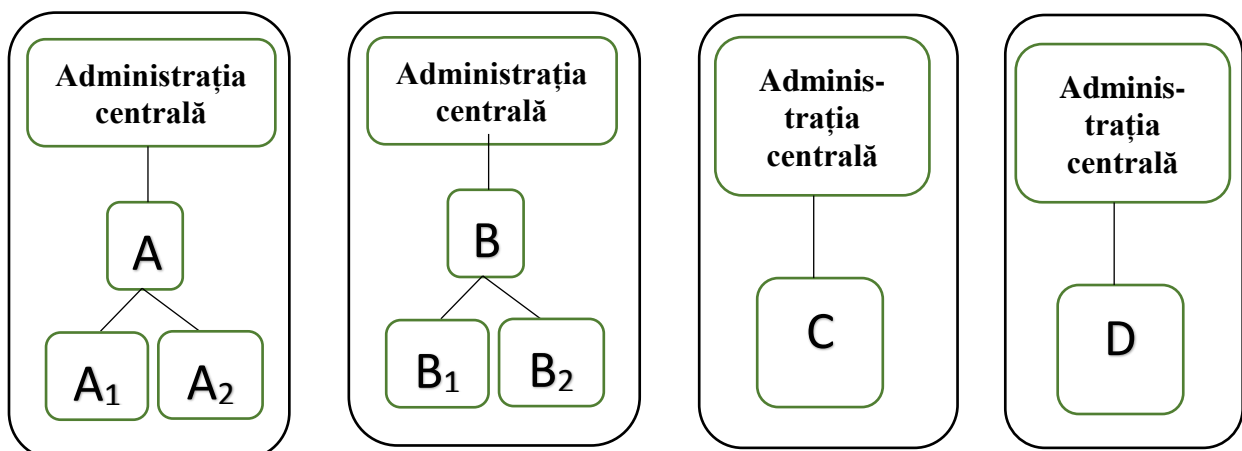 Administrația
centrală
A
A₁ A₂
Administrația
centrală
B
B₁ B₂
Adminis-
trația
centrală
C
Adminis-
trația
centrală
D